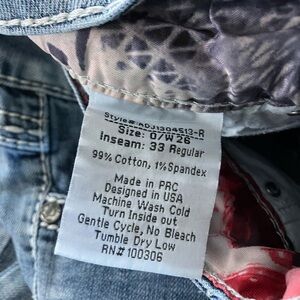 Style# ADJ1304513-R
Size: 0/W26
Inseam: 33 Regular
99% Cotton, 1% Spandex
Made in PRC
Designed in USA
Machine Wash Cold
Turn Inside out
Gentle Cycle, No Bleach
Tumble Dry Low
RN# 100306